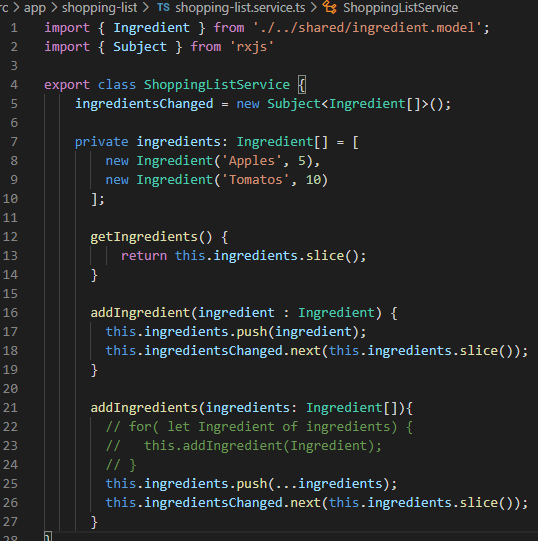 rc > app > shopping-list > TS shopping-list.service.ts > ShoppingListService
1 import { Ingredient } from './../shared/ingredient.model';
2 import { Subject } from 'rxjs'
3
4 export class ShoppingListService {
5 ingredientsChanged = new Subject<Ingredient[]>();
6
7 private ingredients: Ingredient[] = [
8 new Ingredient('Apples', 5),
9 new Ingredient('Tomatos', 10)
10 ];
11
12 getIngredients() {
13 return this.ingredients.slice();
14 }
15
16 addIngredient(ingredient : Ingredient) {
17 this.ingredients.push(ingredient);
18 this.ingredientsChanged.next(this.ingredients.slice());
19 }
20
21 addIngredients(ingredients: Ingredient[]){
22 // for( let Ingredient of ingredients) {
23 //   this.addIngredient(Ingredient);
24 // }
25 this.ingredients.push(...ingredients);
26 this.ingredientsChanged.next(this.ingredients.slice());
27 }
28 }